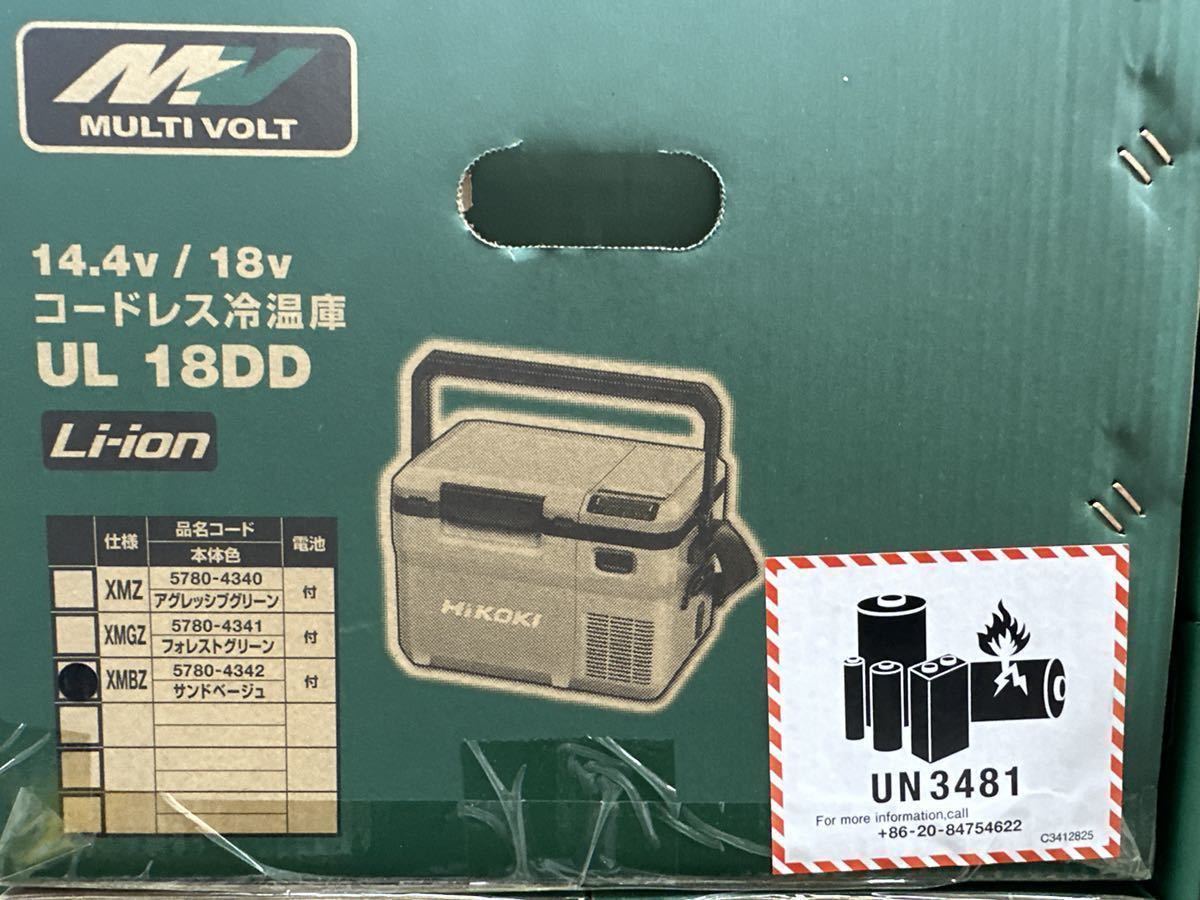 MV
MULTI VOLT
14.4v / 18v
コードレス冷温庫
UL 18DD
Li-ion
仕様 品名コード 電池
本体色
XMZ 5780-4340 付
アグレッシブグリーン
XMGZ 5780-4341 付
フォレストグリーン
XMBZ 5780-4342 付
サンドベージュ
HiKOKI
UN3481
For more information,call
+86-20-84754622
C3412825